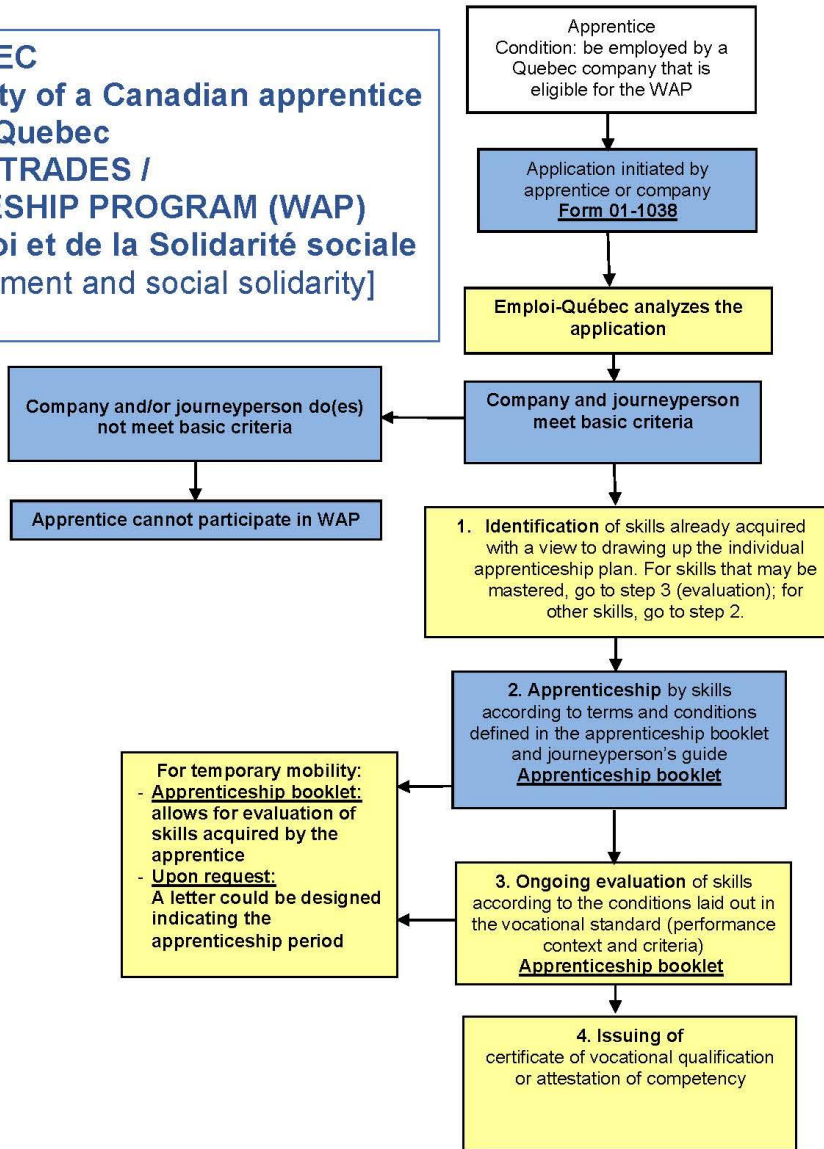 EC
ty of a Canadian apprentice
Quebec
TRADES /
ESHIP PROGRAM (WAP)
oi et de la Solidarité sociale
ment and social solidarity]
Apprentice
Condition: be employed by a
Quebec company that is
eligible for the WAP
Application initiated by
apprentice or company
Form 01-1038
Emploi-Québec analyzes the
application
Company and journeyperson
meet basic criteria
Company and/or journeyperson do(es)
not meet basic criteria
Apprentice cannot participate in WAP
1. Identification of skills already acquired
with a view to drawing up the individual
apprenticeship plan. For skills that may be
mastered, go to step 3 (evaluation); for
other skills, go to step 2.
2. Apprenticeship by skills
according to terms and conditions
defined in the apprenticeship booklet
and journeyperson's guide
Apprenticeship booklet
For temporary mobility:
- Apprenticeship booklet:
allows for evaluation of
skills acquired by the
apprentice
- Upon request:
A letter could be designed
indicating the
apprenticeship period
3. Ongoing evaluation of skills
according to the conditions laid out in
the vocational standard (performance
context and criteria)
Apprenticeship booklet
4. Issuing of
certificate of vocational qualification
or attestation of competency